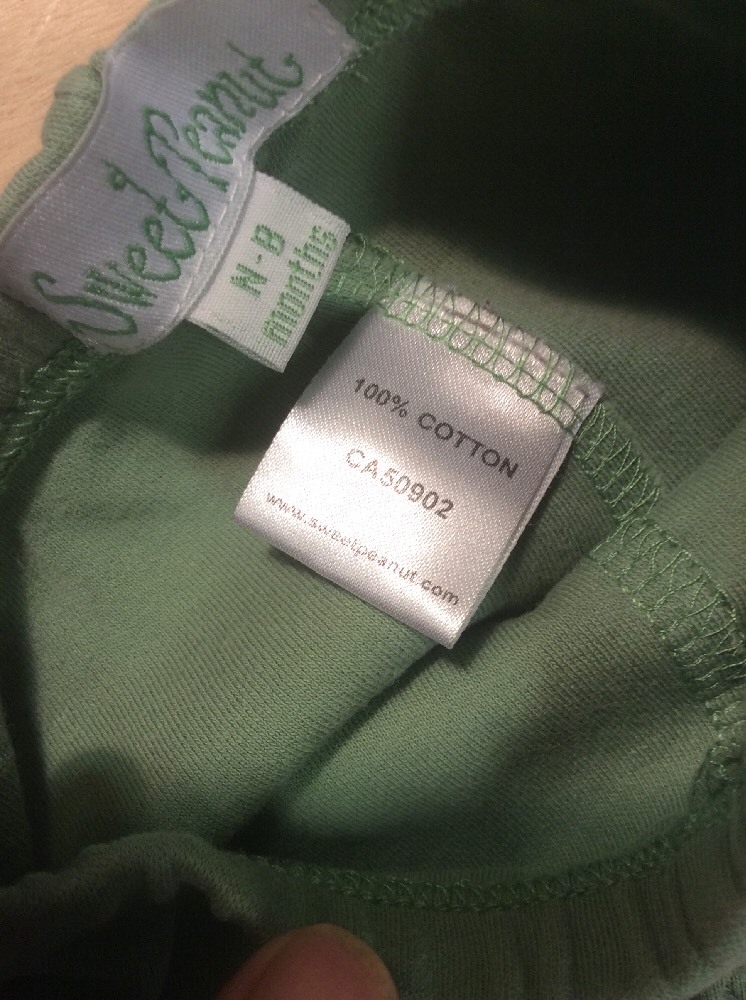 Sweet Peanut
N-B
months
100% COTTON
CA50902
www.sweetpeanut.com